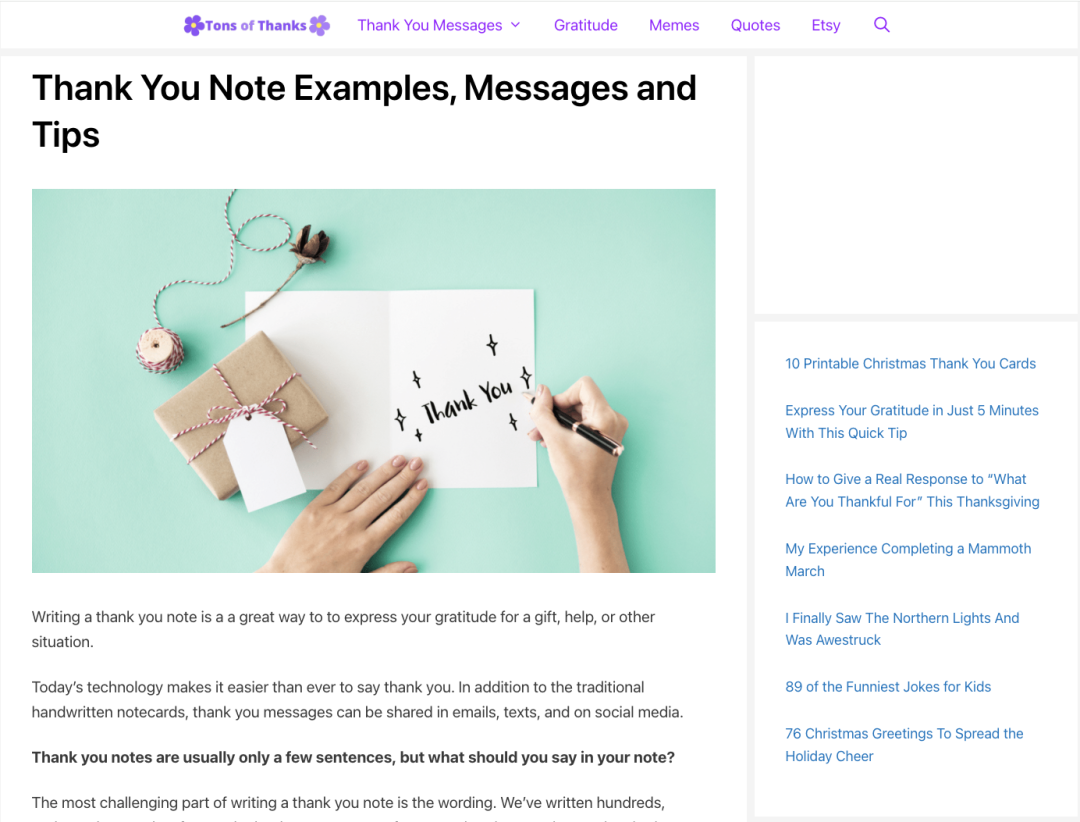 Tons of Thanks
Thank You Messages
Gratitude
Memes
Quotes
Etsy
Thank You Note Examples, Messages and
Tips
Thank You
Writing a thank you note is a a great way to to express your gratitude for a gift, help, or other
situation.
Today’s technology makes it easier than ever to say thank you. In addition to the traditional
handwritten notecards, thank you messages can be shared in emails, texts, and on social media.
Thank you notes are usually only a few sentences, but what should you say in your note?
The most challenging part of writing a thank you note is the wording. We’ve written hundreds,
10 Printable Christmas Thank You Cards
Express Your Gratitude in Just 5 Minutes
With This Quick Tip
How to Give a Real Response to “What
Are You Thankful For” This Thanksgiving
My Experience Completing a Mammoth
March
I Finally Saw The Northern Lights And
Was Awestruck
89 of the Funniest Jokes for Kids
76 Christmas Greetings To Spread the
Holiday Cheer